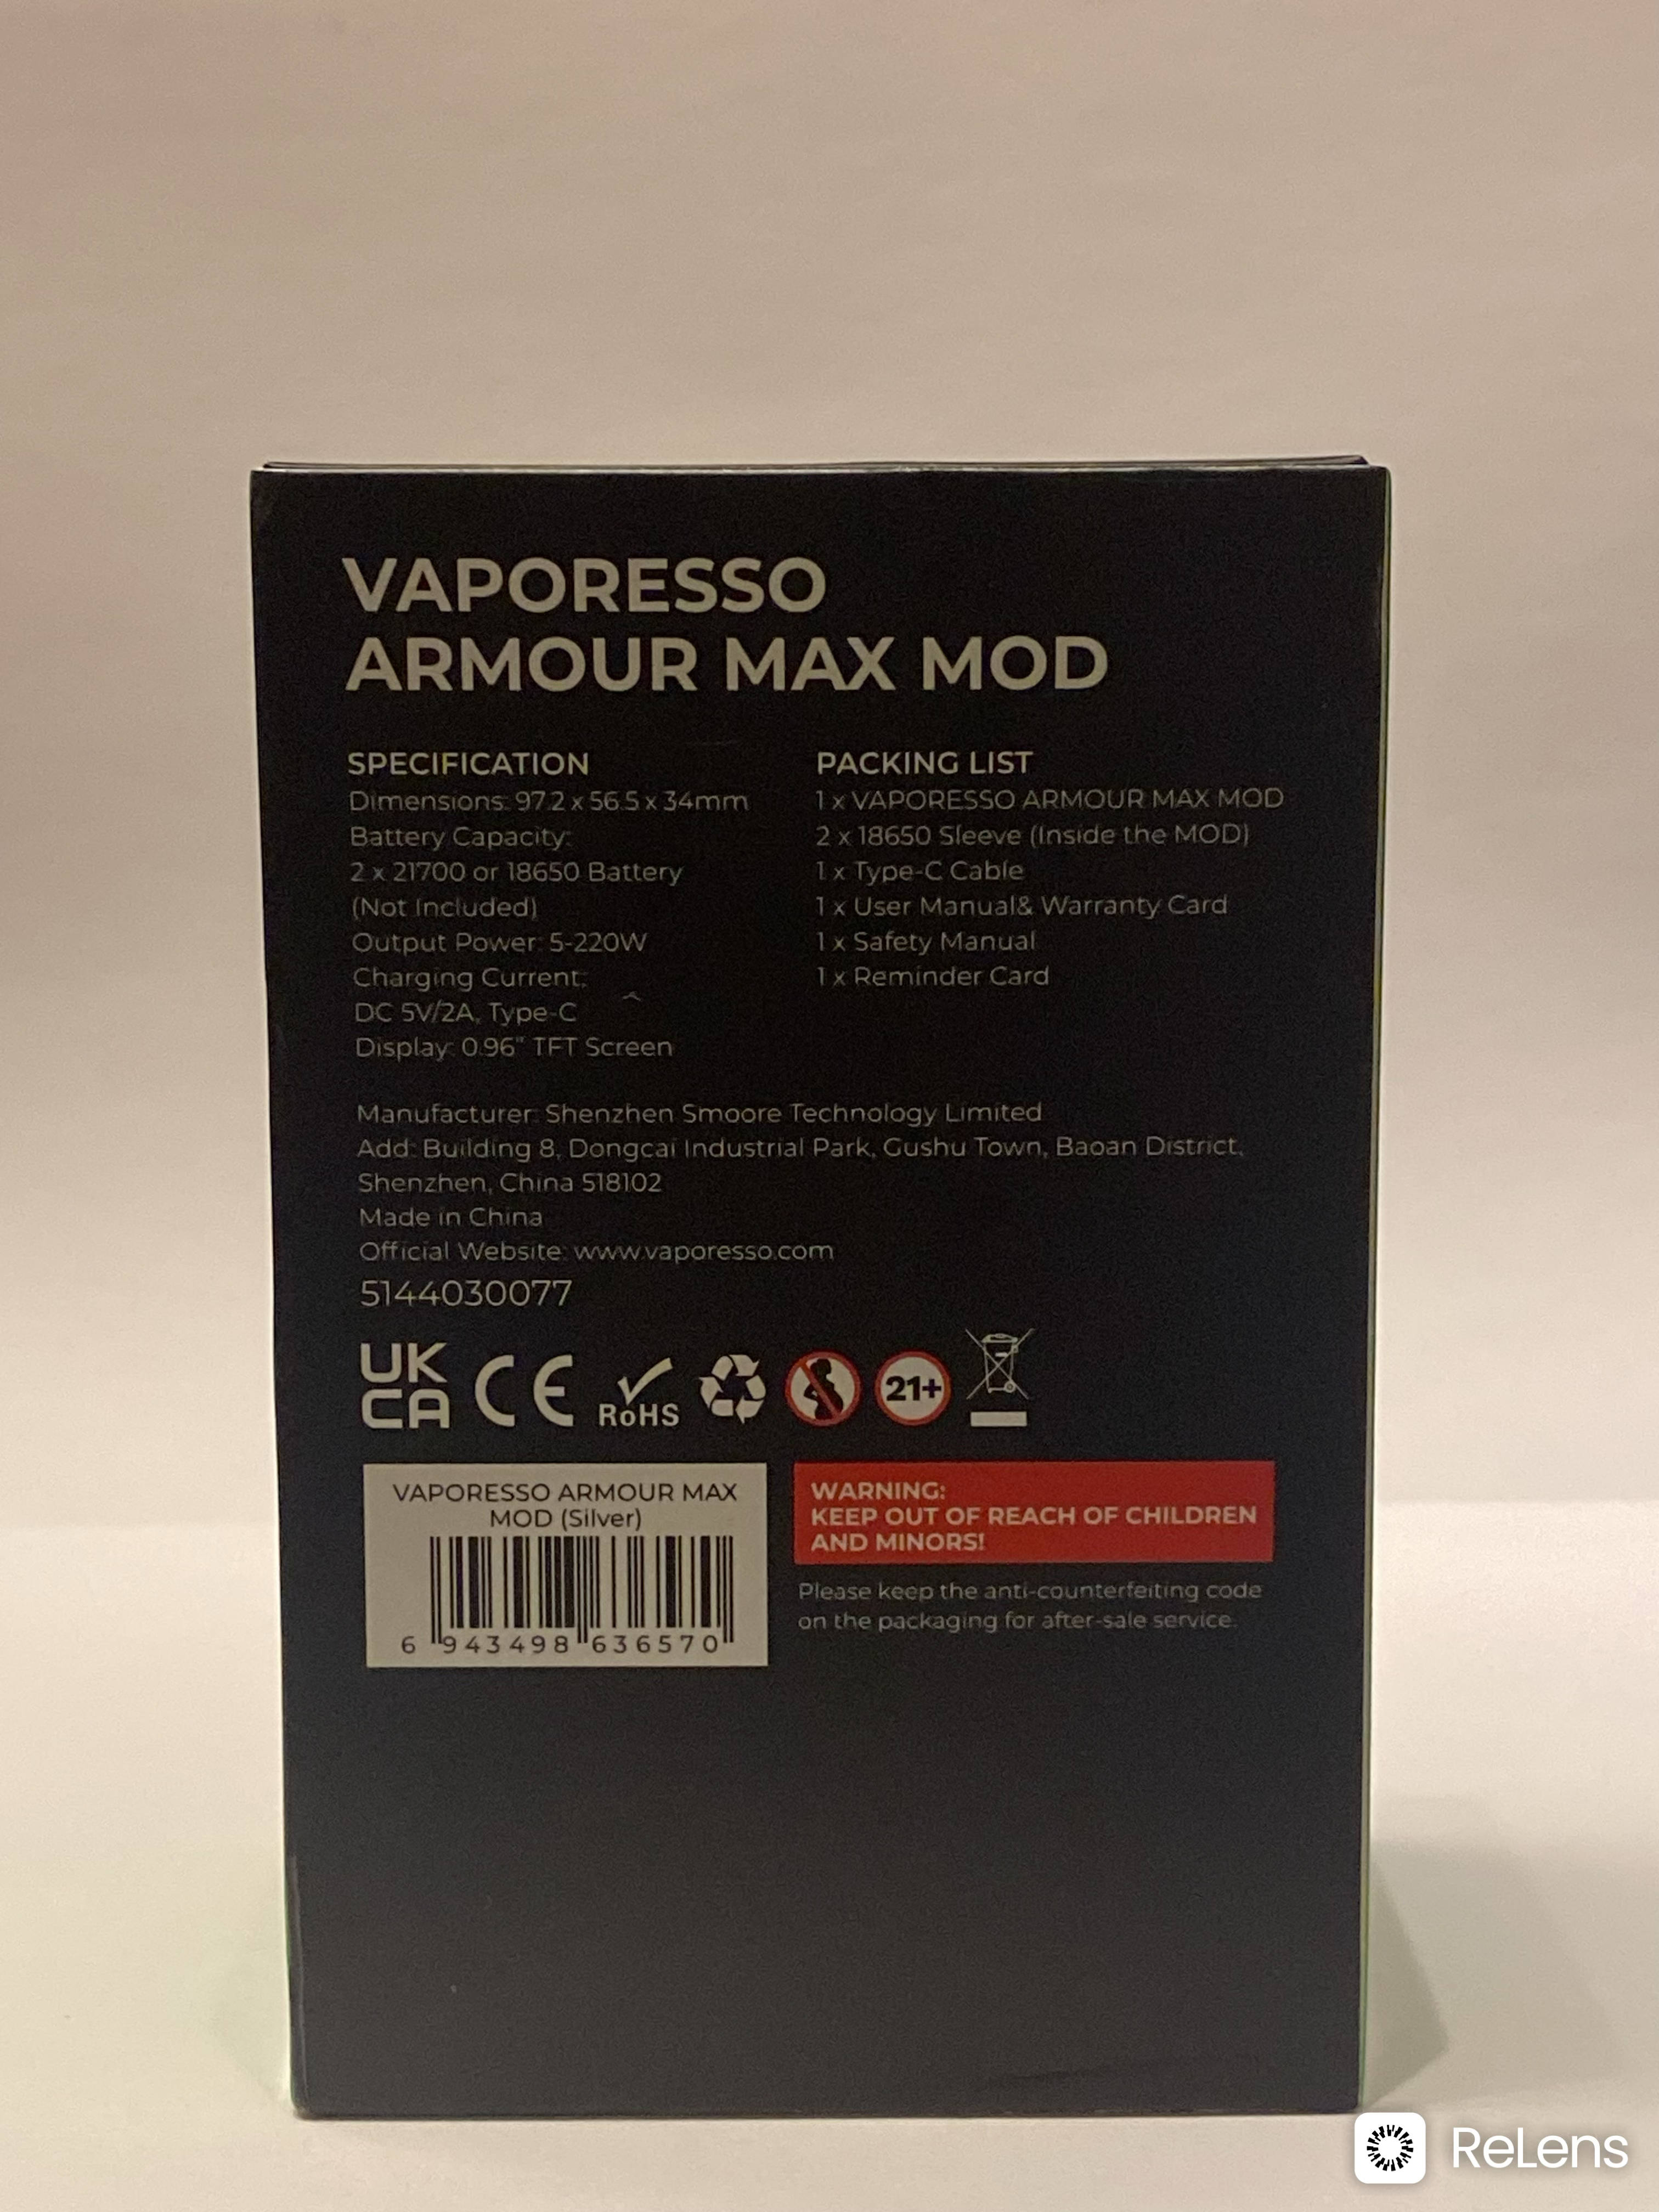 VAPORESSO
ARMOUR MAX MOD
SPECIFICATION
Dimensions: 97.2 x 56.5 x 34mm
Battery Capacity:
2 x 21700 or 18650 Battery
(Not Included)
Output Power: 5-220W
Charging Current:
DC 5V/2A, Type-C
Display: 0.96" TFT Screen
PACKING LIST
1 x VAPORESSO ARMOUR MAX MOD
2 x 18650 Sleeve (Inside the MOD)
1 x Type-C Cable
1 x User Manual& Warranty Card
1 x Safety Manual
1 x Reminder Card
Manufacturer: Shenzhen Smoore Technology Limited
Add: Building 8, Dongcai Industrial Park, Gushu Town, Baoan District,
Shenzhen, China 518102
Made in China
Official Website: www.vaporesso.com
5144030077
UK
CA
CE
RoHS
21+
VAPORESSO ARMOUR MAX
MOD (Silver)
6 943498 636570
WARNING:
KEEP OUT OF REACH OF CHILDREN
AND MINORS!
Please keep the anti-counterfeiting code
on the packaging for after-sale service.
ReLens